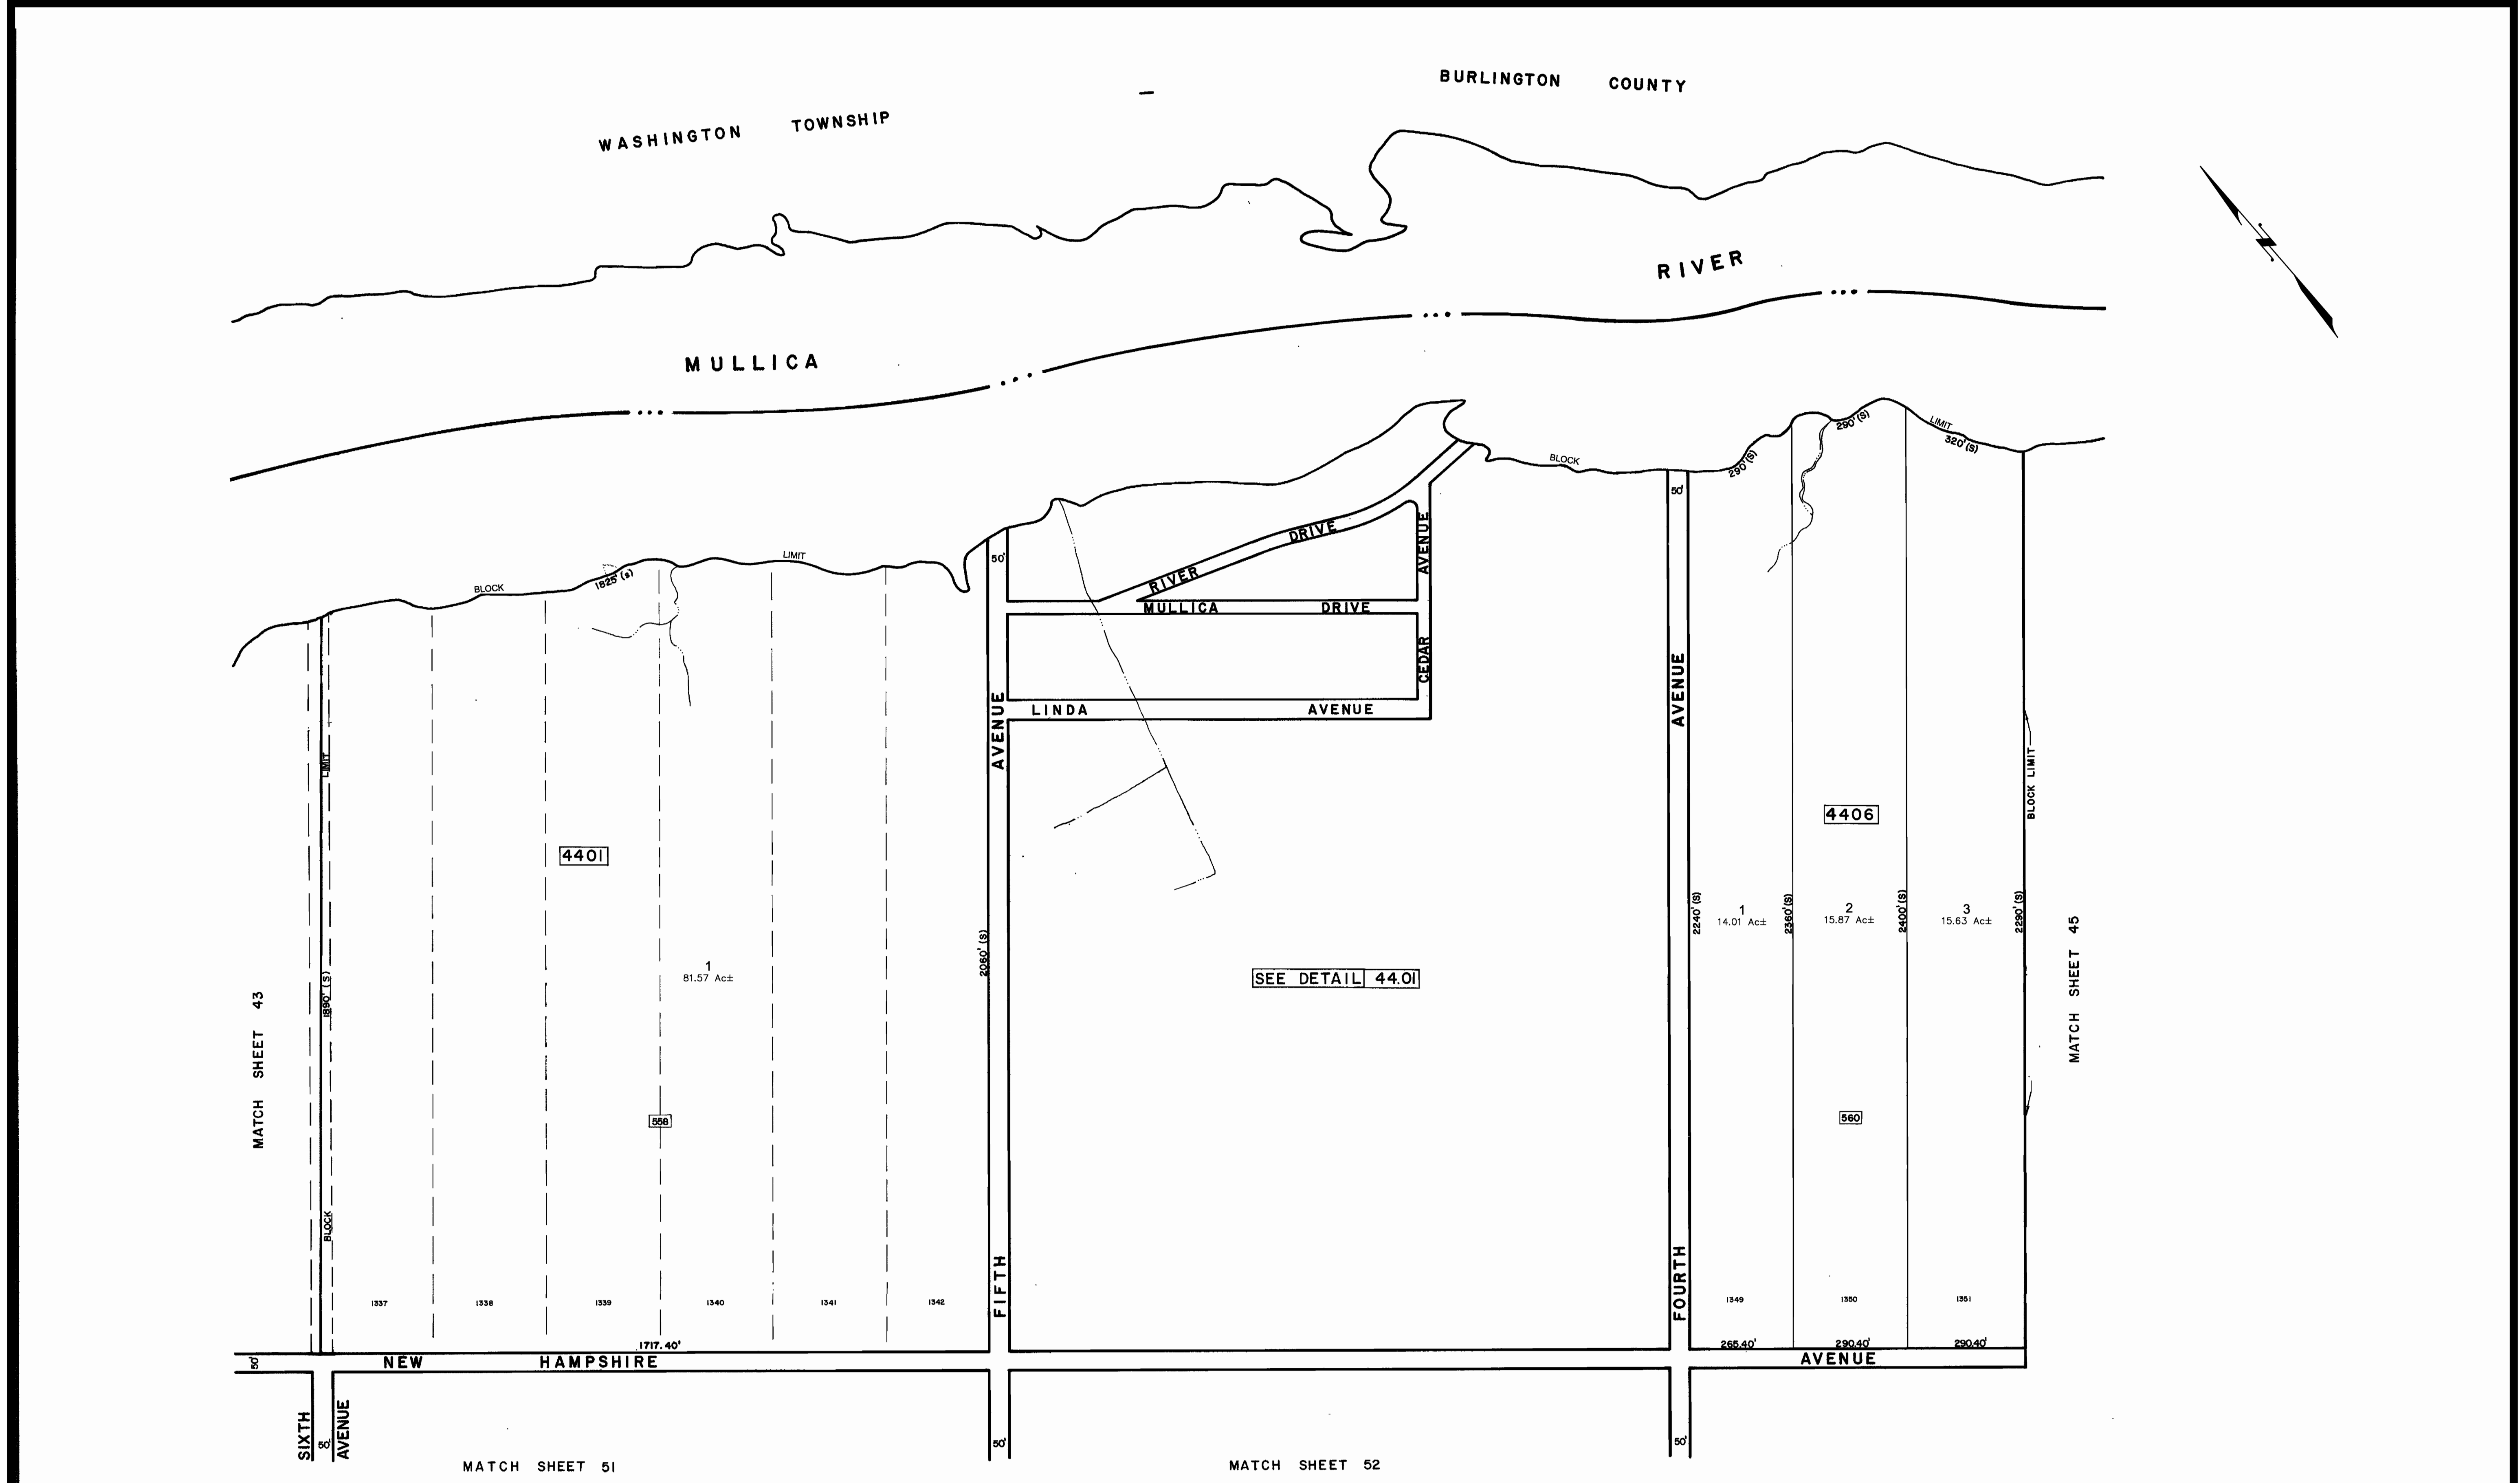 WASHINGTON TOWNSHIP
BURLINGTON COUNTY
RIVER
MULLICA
BLOCK
1825' (s)
LIMIT
BLOCK
290' (S)
290' (S)
LIMIT
320' (S)
50'
50'
RIVER DRIVE
MULLICA DRIVE
CEDAR AVENUE
LINDA AVENUE
FIFTH AVENUE
FOURTH AVENUE
LIMIT
1890' (S)
BLOCK
BLOCK LIMIT
4401
4406
1
81.57 Ac±
2060' (S)
SEE DETAIL 44.01
2240' (S)
1
14.01 Ac±
2360' (S)
2
15.87 Ac±
2400' (S)
3
15.63 Ac±
2290' (S)
MATCH SHEET 43
MATCH SHEET 45
558
560
1337
1338
1339
1340
1341
1342
1349
1350
1351
1717.40'
265.40'
290.40'
290.40'
50'
NEW HAMPSHIRE AVENUE
SIXTH AVENUE
50'
50'
50'
MATCH SHEET 51
MATCH SHEET 52